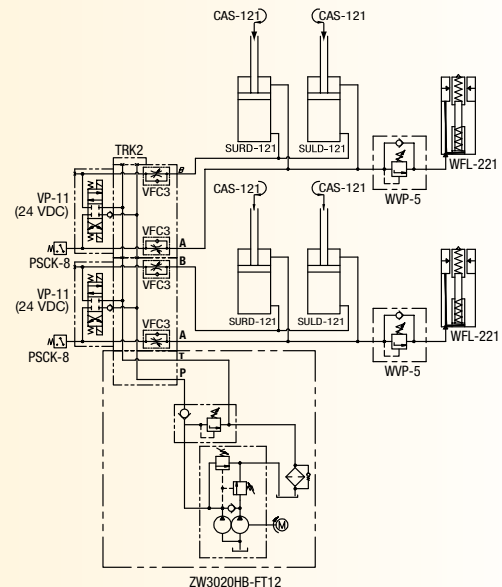 CAS-121 CAS-121
SURD-121 SULD-121
TRK2
B
VFC3
VP-11
(24 VDC)
WVP-5
WFL-221
CAS-121 CAS-121
PSCK-8
VFC3
A
B
VFC3
VP-11
(24 VDC)
SURD-121 SULD-121
VFC3
A
PSCK-8
WVP-5
WFL-221
T
P
M
ZW3020HB-FT12